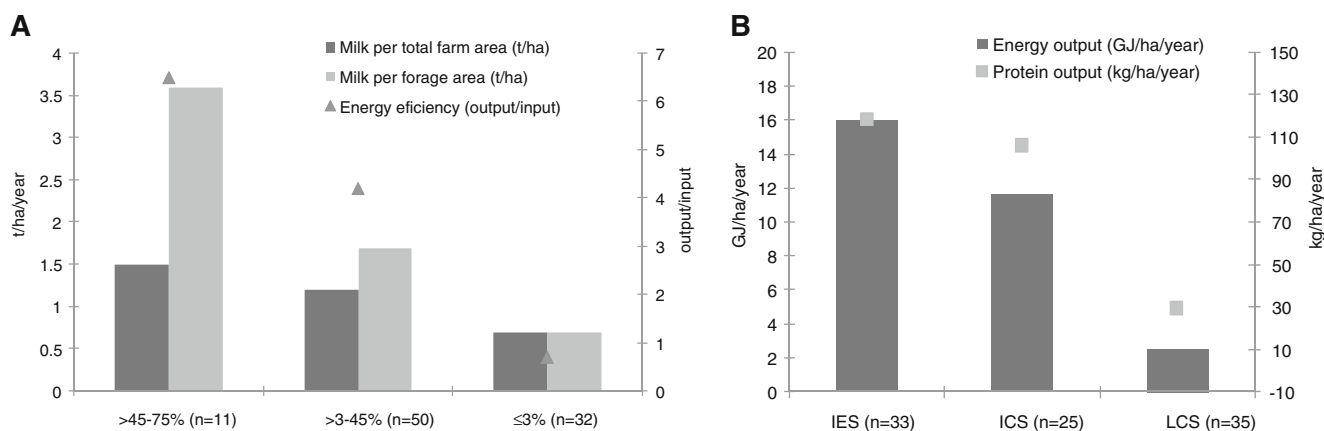 A
Milk per total farm area (t/ha)
Milk per forage area (t/ha)
Energy eficiency (output/input)
4
3.5
3
2.5
2
1.5
1
0.5
0
t/ha/year
7
6
5
4
3
2
1
0
output/input
>45-75% (n=11)
>3-45% (n=50)
≤3% (n=32)
B
Energy output (GJ/ha/year)
Protein output (kg/ha/year)
20
18
16
14
12
10
8
6
4
2
0
GJ/ha/year
150
130
110
90
70
50
30
10
-10
kg/ha/year
IES (n=33)
ICS (n=25)
LCS (n=35)